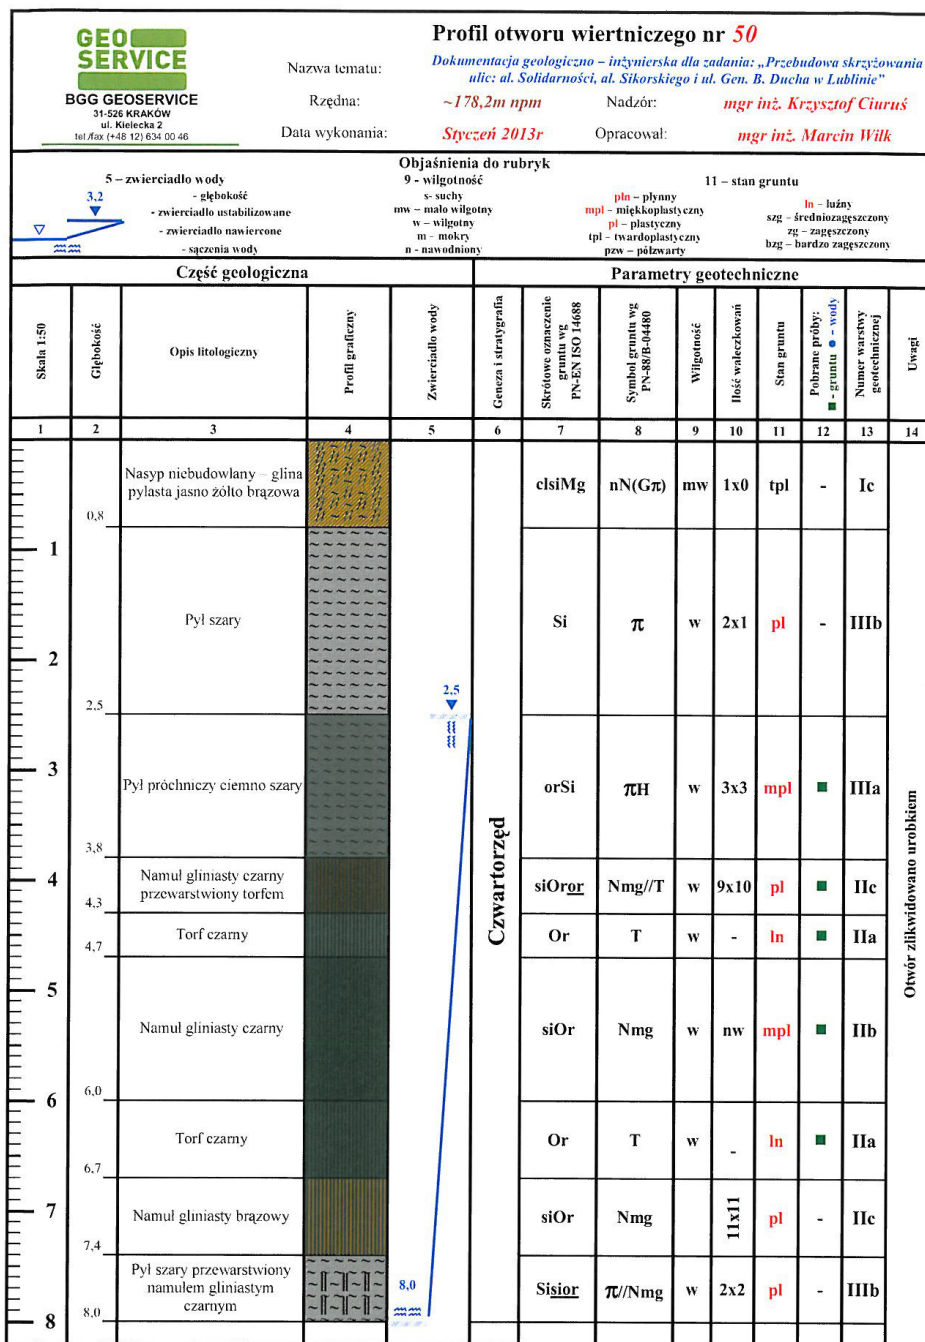 GEO
SERVICE
BGG GEOSERVICE
31-526 KRAKÓW
ul. Kielecka 2
tel./fax (+48 12) 634 00 46
Profil otworu wiertniczego nr 50
Nazwa tematu:
Dokumentacja geologiczno – inżynierska dla zadania: „Przebudowa skrzyżowania
ulic: al. Solidarności, al. Sikorskiego i ul. Gen. B. Ducha w Lublinie”
Rzędna:
~178,2m npm
Nadzór:
mgr inż. Krzysztof Ciuruś
Data wykonania:
Styczeń 2013r
Opracował:
mgr inż. Marcin Wilk
Objaśnienia do rubryk
5 – zwierciadło wody
3,2
- głębokość
- zwierciadło ustabilizowane
- zwierciadło nawiercone
- sączenia wody
9 - wilgotność
s- suchy
mw – mało wilgotny
w – wilgotny
m - mokry
n - nawodniony
11 – stan gruntu
pln – płynny
mpl – miękkoplastyczny
pl – plastyczny
tpl – twardoplastyczny
pzw – półzwarty
ln – luźny
szg – średniozagęszczony
zg – zagęszczony
bzg – bardzo zagęszczony
Część geologiczna
Parametry geotechniczne
Skala 1:50
Głębokość
Opis litologiczny
Profil graficzny
Zwierciadło wody
Geneza i stratygrafia
Skrótowe oznaczenie
gruntu wg
PN-EN ISO 14688
Symbol gruntu wg
PN-88/B-04480
Wilgotność
Ilość wałeczkowań
Stan gruntu
Pobrane próby:
- gruntu - wody
Numer warstwy
geotechnicznej
Uwagi
1 2 3 4 5 6 7 8 9 10 11 12 13 14
Nasyp niebudowlany – glina
pylasta jasno żółto brązowa
0,8
clsiMg nN(Gπ) mw 1x0 tpl - Ic
1
Pył szary
Si π w 2x1 pl - IIIb
2
2,5
2,5
3
Pył próchniczy ciemno szary
orSi πH w 3x3 mpl IIIa
3,8
4
Namuł gliniasty czarny
przewarstwiony torfem
siOror Nmg//T w 9x10 pl IIc
4,3
Torf czarny
Or T w - ln IIa
4,7
5
Namuł gliniasty czarny
siOr Nmg w nw mpl IIb
6,0
6
Torf czarny
Or T w - ln IIa
6,7
7
Namuł gliniasty brązowy
siOr Nmg 11x11 pl - IIc
7,4
Pył szary przewarstwiony
namułem gliniastym
czarnym
8,0
Sisior π//Nmg w 2x2 pl - IIIb
8,0
8
Czwartorzęd
Otwór zlikwidowano urobkiem